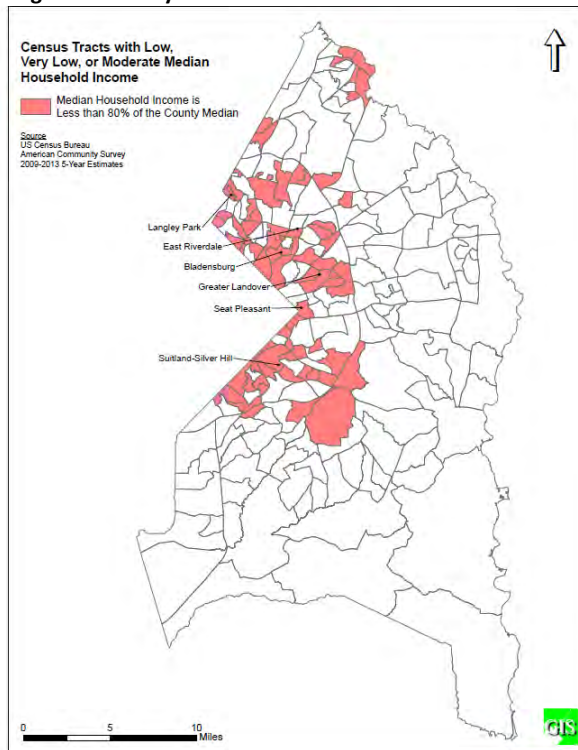 Census Tracts with Low,
Very Low, or Moderate Median
Household Income
Median Household Income is
Less than 80% of the County Median
Source
US Census Bureau
American Community Survey
2009-2013 5-Year Estimates
Langley Park
East Riverdale
Bladensburg
Greater Landover
Seat Pleasant
Suitland-Silver Hill
0 5 10
Miles
GIS